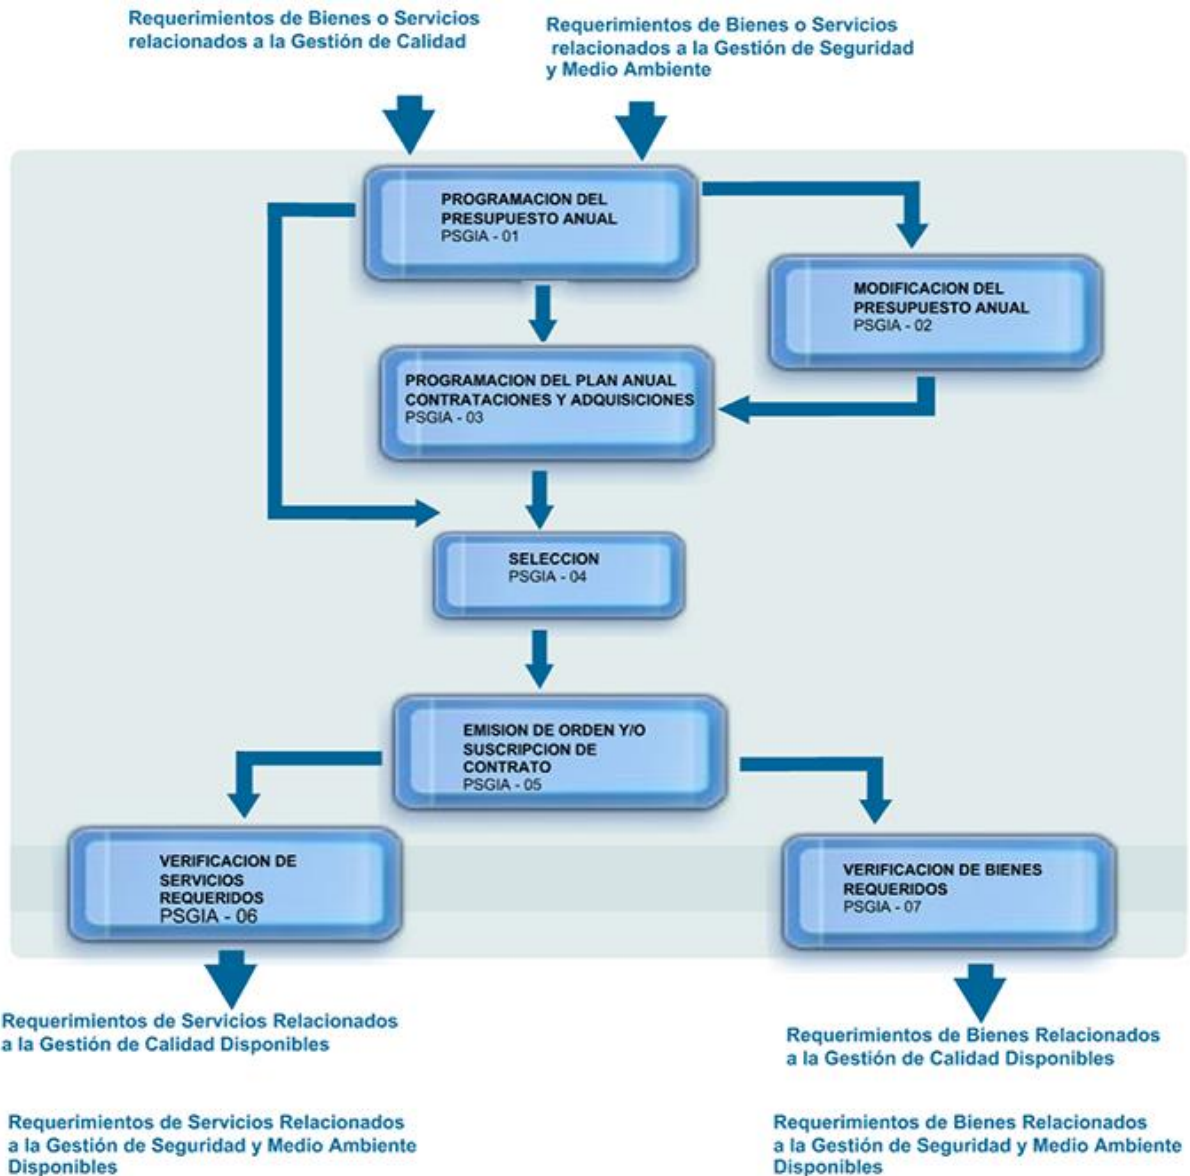 Requerimientos de Bienes o Servicios
relacionados a la Gestión de Calidad
Requerimientos de Bienes o Servicios
relacionados a la Gestión de Seguridad
y Medio Ambiente
PROGRAMACION DEL
PRESUPUESTO ANUAL
PSGIA - 01
MODIFICACION DEL
PRESUPUESTO ANUAL
PSGIA - 02
PROGRAMACION DEL PLAN ANUAL
CONTRATACIONES Y ADQUISICIONES
PSGIA - 03
SELECCION
PSGIA - 04
EMISION DE ORDEN Y/O
SUSCRIPCION DE
CONTRATO
PSGIA - 05
VERIFICACION DE
SERVICIOS
REQUERIDOS
PSGIA - 06
VERIFICACION DE BIENES
REQUERIDOS
PSGIA - 07
Requerimientos de Servicios Relacionados
a la Gestión de Calidad Disponibles
Requerimientos de Bienes Relacionados
a la Gestión de Calidad Disponibles
Requerimientos de Servicios Relacionados
a la Gestión de Seguridad y Medio Ambiente
Disponibles
Requerimientos de Bienes Relacionados
a la Gestión de Seguridad y Medio Ambiente
Disponibles